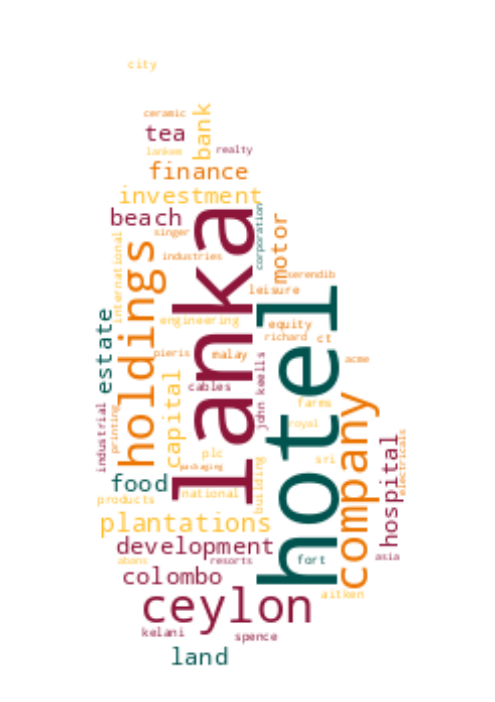 city
ceramic
bank
tea
lankem
realty
finance
investment
beach
lanka
corporation
motor
singer
international
holdings
industries
serendib
hotel
leisure
estate
engineering
equity
richard
ct
pieris
malay
john keells
acme
capital
cables
company
farms
industrial
printing
royal
hospital
electricals
plc
building
sri
packaging
food
national
products
plantations
development
fort
asia
abans
resorts
colombo
ceylon
aitken
kelani
spence
land